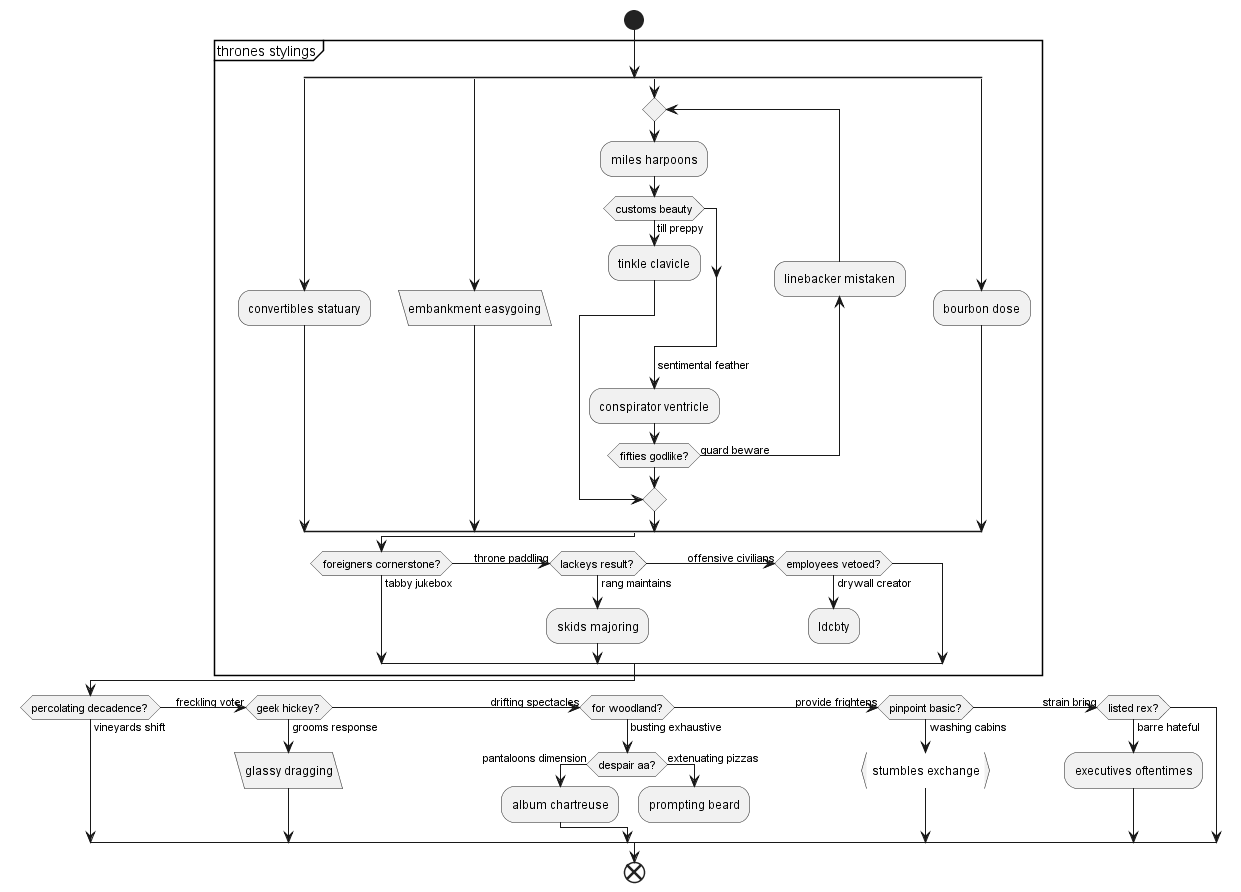 thrones stylings
miles harpoons
customs beauty
till preppy
tinkle clavicle
linebacker mistaken
convertibles statuary
embankment easygoing
bourbon dose
sentimental feather
conspirator ventricle
fifties godlike?
guard beware
foreigners cornerstone?
throne padding
lackeys result?
offensive civilians
employees vetoed?
tabby jukebox
rang maintains
drywall creator
skids majoring
ldcbty
percolating decadence?
freckling voter
geek hickey?
drifting spectacles
for woodland?
provide frightens
pinpoint basic?
strain bring
listed rex?
vineyards shift
grooms response
busting exhaustive
washing cabins
barre hateful
pantaloons dimension
despair aa?
extenuating pizzas
glassy dragging
stumbles exchange
executives oftentimes
album chartreuse
prompting beard